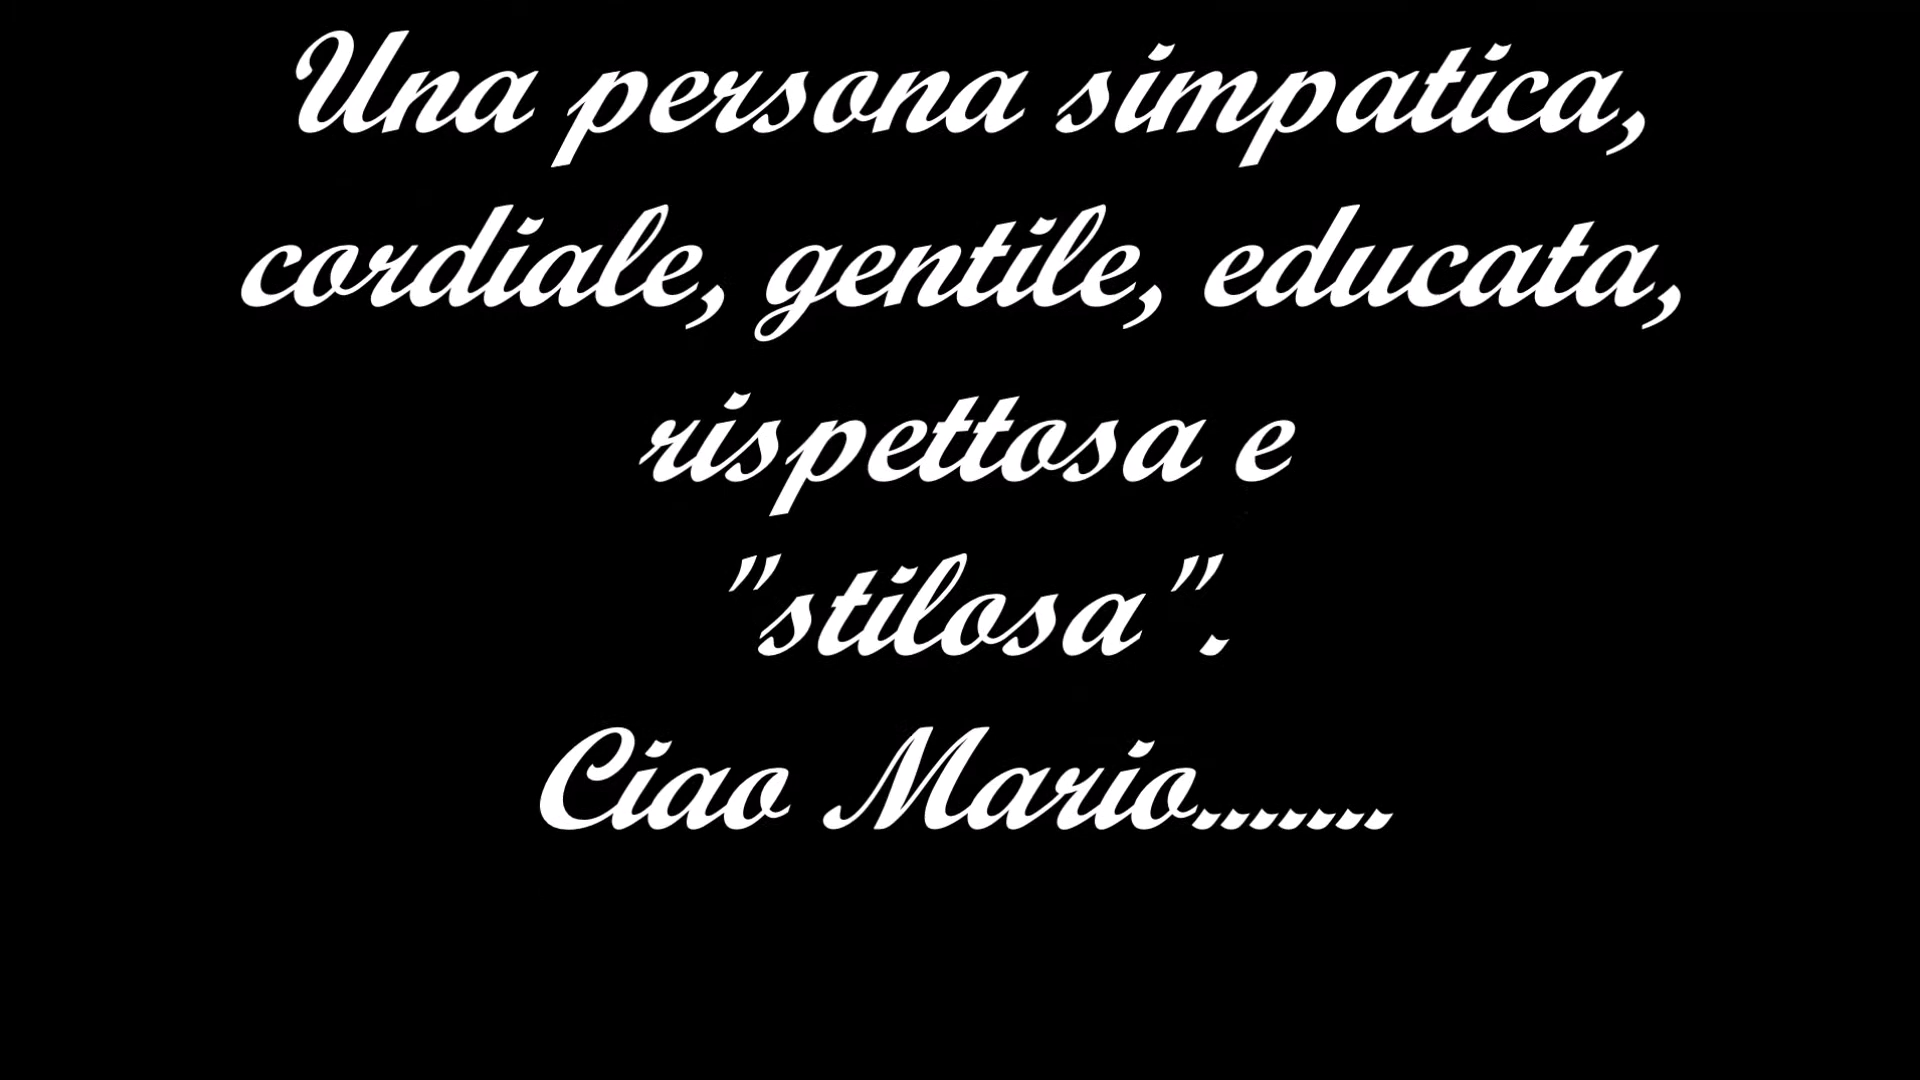 Una persona simpatica,
cordiale, gentile, educata,
rispettosa e
"stilosa".
Ciao Mario.......